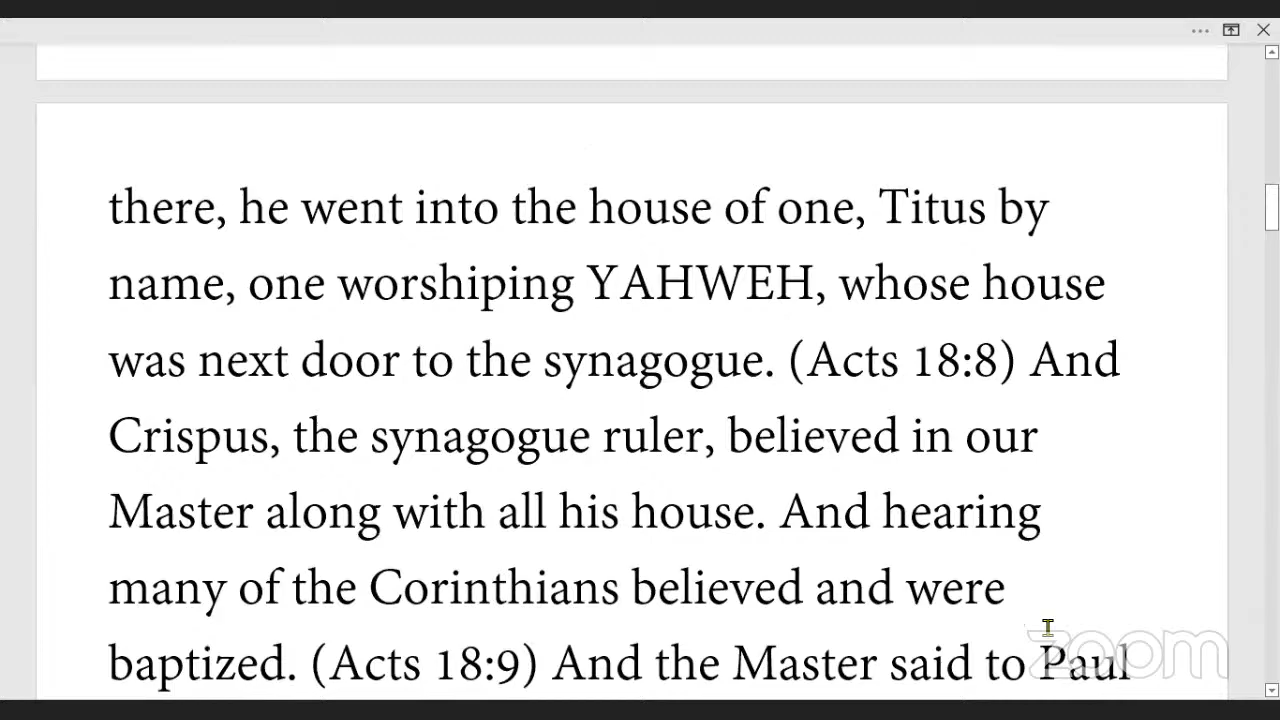 there, he went into the house of one, Titus by
name, one worshiping YAHWEH, whose house
was next door to the synagogue. (Acts 18:8) And
Crispus, the synagogue ruler, believed in our
Master along with all his house. And hearing
many of the Corinthians believed and were
baptized. (Acts 18:9) And the Master said to Paul
zoom